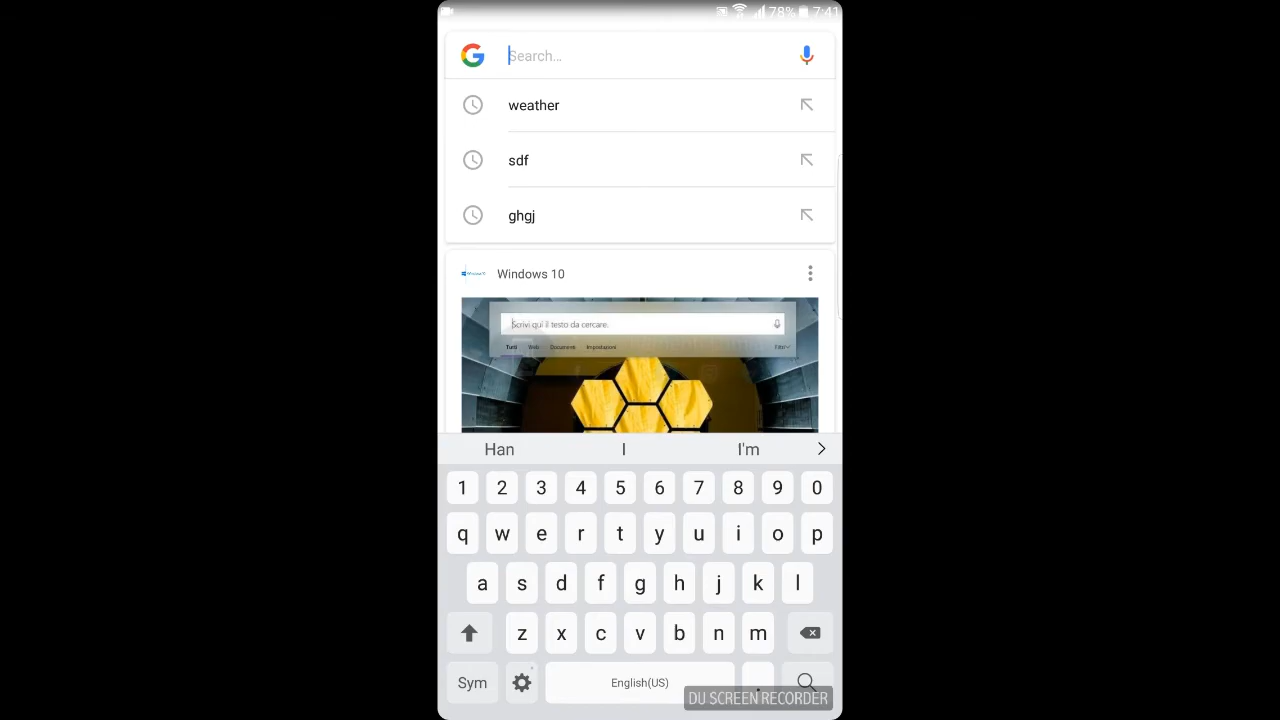 78% 7:41
Search...
weather
sdf
ghgj
Windows 10
Scrivi qui il testo da cercare.
Tutti Web Documenti Impostazioni Filtri
Han I I'm
1 2 3 4 5 6 7 8 9 0
q w e r t y u i o p
a s d f g h j k l
z x c v b n m
Sym English(US) .
DU SCREEN RECORDER